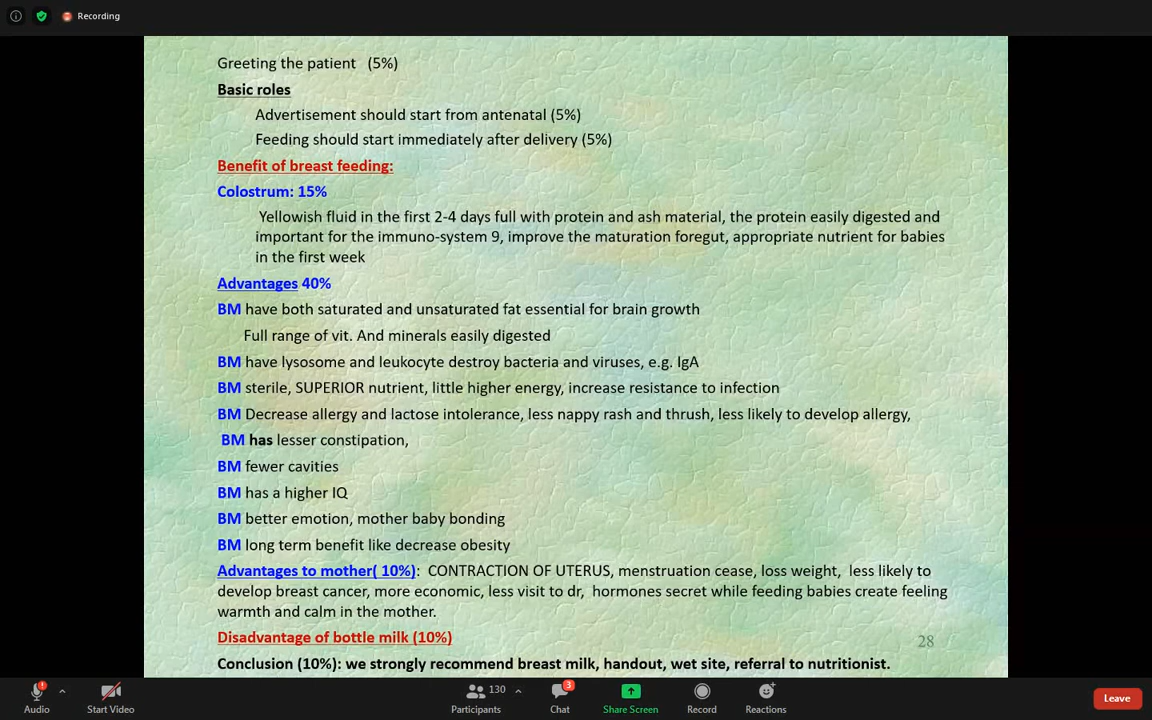 Recording
Greeting the patient (5%)
Basic roles
Advertisement should start from antenatal (5%)
Feeding should start immediately after delivery (5%)
Benefit of breast feeding:
Colostrum: 15%
Yellowish fluid in the first 2-4 days full with protein and ash material, the protein easily digested and
important for the immuno-system 9, improve the maturation foregut, appropriate nutrient for babies
in the first week
Advantages 40%
BM have both saturated and unsaturated fat essential for brain growth
Full range of vit. And minerals easily digested
BM have lysosome and leukocyte destroy bacteria and viruses, e.g. IgA
BM sterile, SUPERIOR nutrient, little higher energy, increase resistance to infection
BM Decrease allergy and lactose intolerance, less nappy rash and thrush, less likely to develop allergy,
BM has lesser constipation,
BM fewer cavities
BM has a higher IQ
BM better emotion, mother baby bonding
BM long term benefit like decrease obesity
Advantages to mother( 10%): CONTRACTION OF UTERUS, menstruation cease, loss weight, less likely to
develop breast cancer, more economic, less visit to dr, hormones secret while feeding babies create feeling
warmth and calm in the mother.
Disadvantage of bottle milk (10%)
28
Conclusion (10%): we strongly recommend breast milk, handout, wet site, referral to nutritionist.
130
3
Audio
Start Video
Participants
Chat
Share Screen
Record
Reactions
Leave